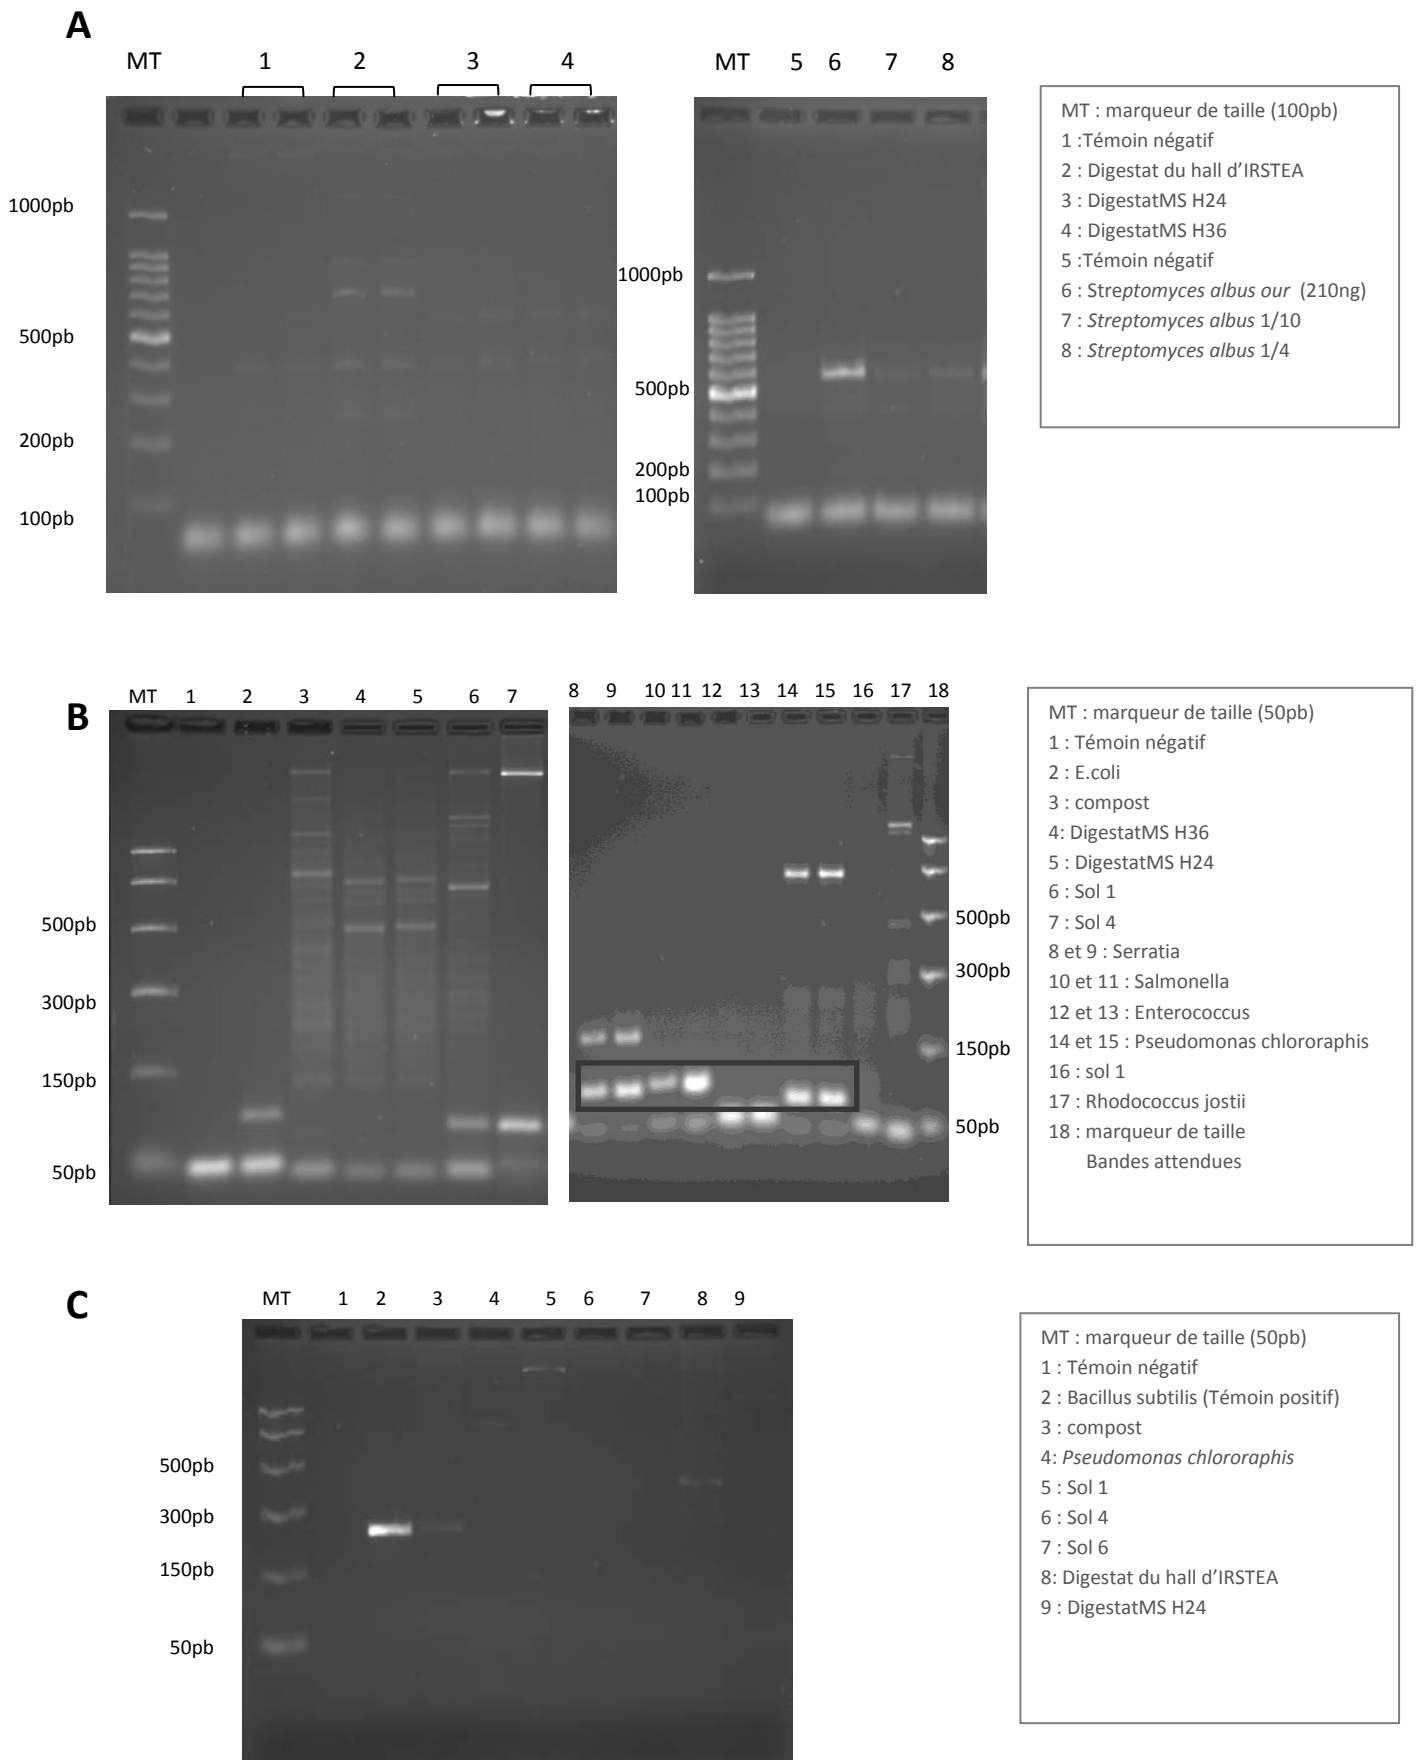 A
MT 1 2 3 4
MT 5 6 7 8
1000pb
500pb
200pb
100pb
1000pb
500pb
200pb
100pb
MT : marqueur de taille (100pb)
1 :Témoin négatif
2 : Digestat du hall d’IRSTEA
3 : DigestatMS H24
4 : DigestatMS H36
5 :Témoin négatif
6 : Streptomyces albus our (210ng)
7 : Streptomyces albus 1/10
8 : Streptomyces albus 1/4
B
MT 1 2 3 4 5 6 7
8 9 10 11 12 13 14 15 16 17 18
500pb
300pb
150pb
50pb
500pb
300pb
150pb
50pb
MT : marqueur de taille (50pb)
1 : Témoin négatif
2 : E.coli
3 : compost
4: DigestatMS H36
5 : DigestatMS H24
6 : Sol 1
7 : Sol 4
8 et 9 : Serratia
10 et 11 : Salmonella
12 et 13 : Enterococcus
14 et 15 : Pseudomonas chlororaphis
16 : sol 1
17 : Rhodococcus jostii
18 : marqueur de taille
Bandes attendues
C
MT 1 2 3 4 5 6 7 8 9
500pb
300pb
150pb
50pb
MT : marqueur de taille (50pb)
1 : Témoin négatif
2 : Bacillus subtilis (Témoin positif)
3 : compost
4: Pseudomonas chlororaphis
5 : Sol 1
6 : Sol 4
7 : Sol 6
8: Digestat du hall d’IRSTEA
9 : DigestatMS H24